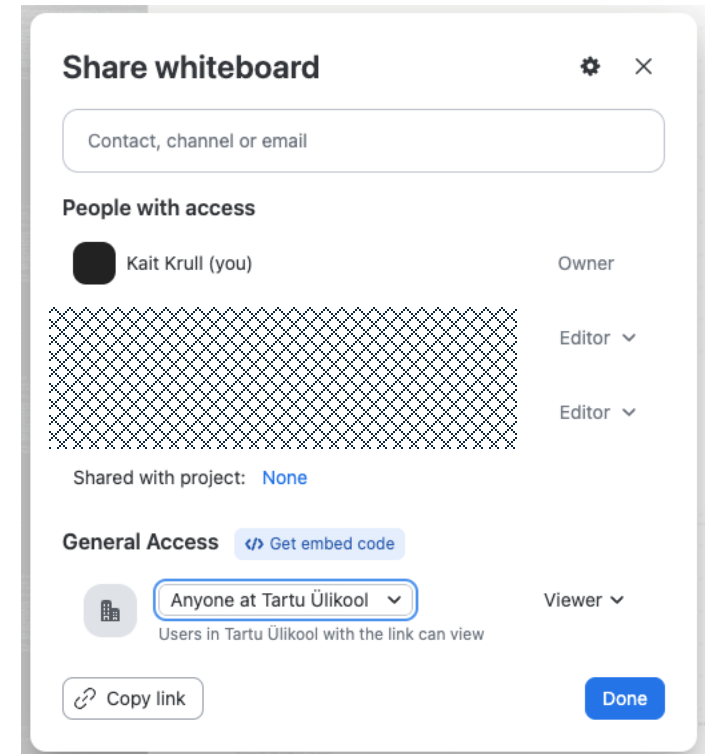 Share whiteboard
Contact, channel or email
People with access
Kait Krull (you) Owner
Editor
Editor
Shared with project: None
General Access </> Get embed code
Anyone at Tartu Ülikool Viewer
Users in Tartu Ülikool with the link can view
Copy link Done